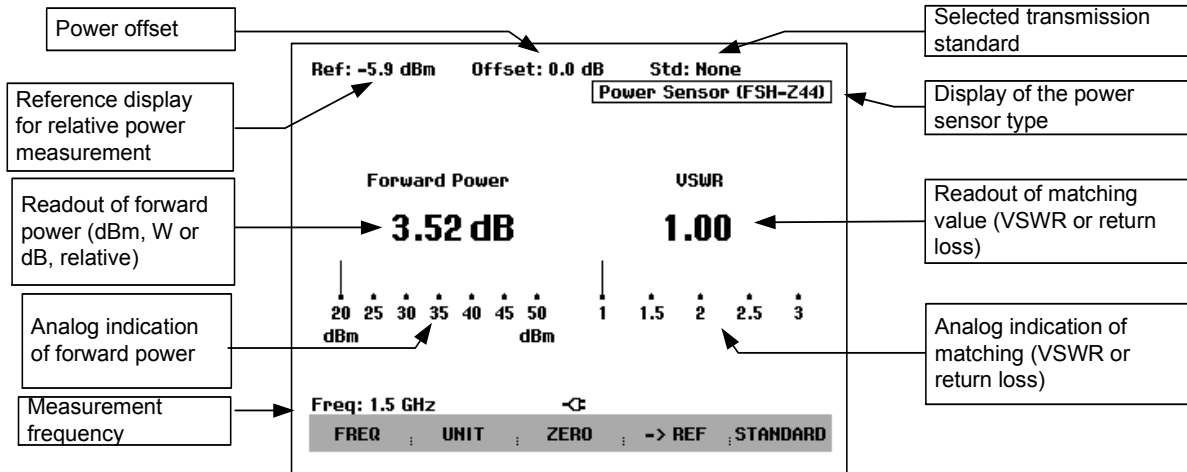 Power offset
Selected transmission
standard
Ref: -5.9 dBm Offset: 0.0 dB Std: None
Power Sensor (FSH-Z44)
Reference display
for relative power
measurement
Display of the power
sensor type
Forward Power VSWR
3.52 dB 1.00
Readout of forward
power (dBm, W or
dB, relative)
Readout of matching
value (VSWR or return
loss)
20 25 30 35 40 45 50 1 1.5 2 2.5 3
dBm dBm
Analog indication
of forward power
Analog indication of
matching (VSWR or
return loss)
Measurement
frequency
Freq: 1.5 GHz
FREQ UNIT ZERO -> REF STANDARD